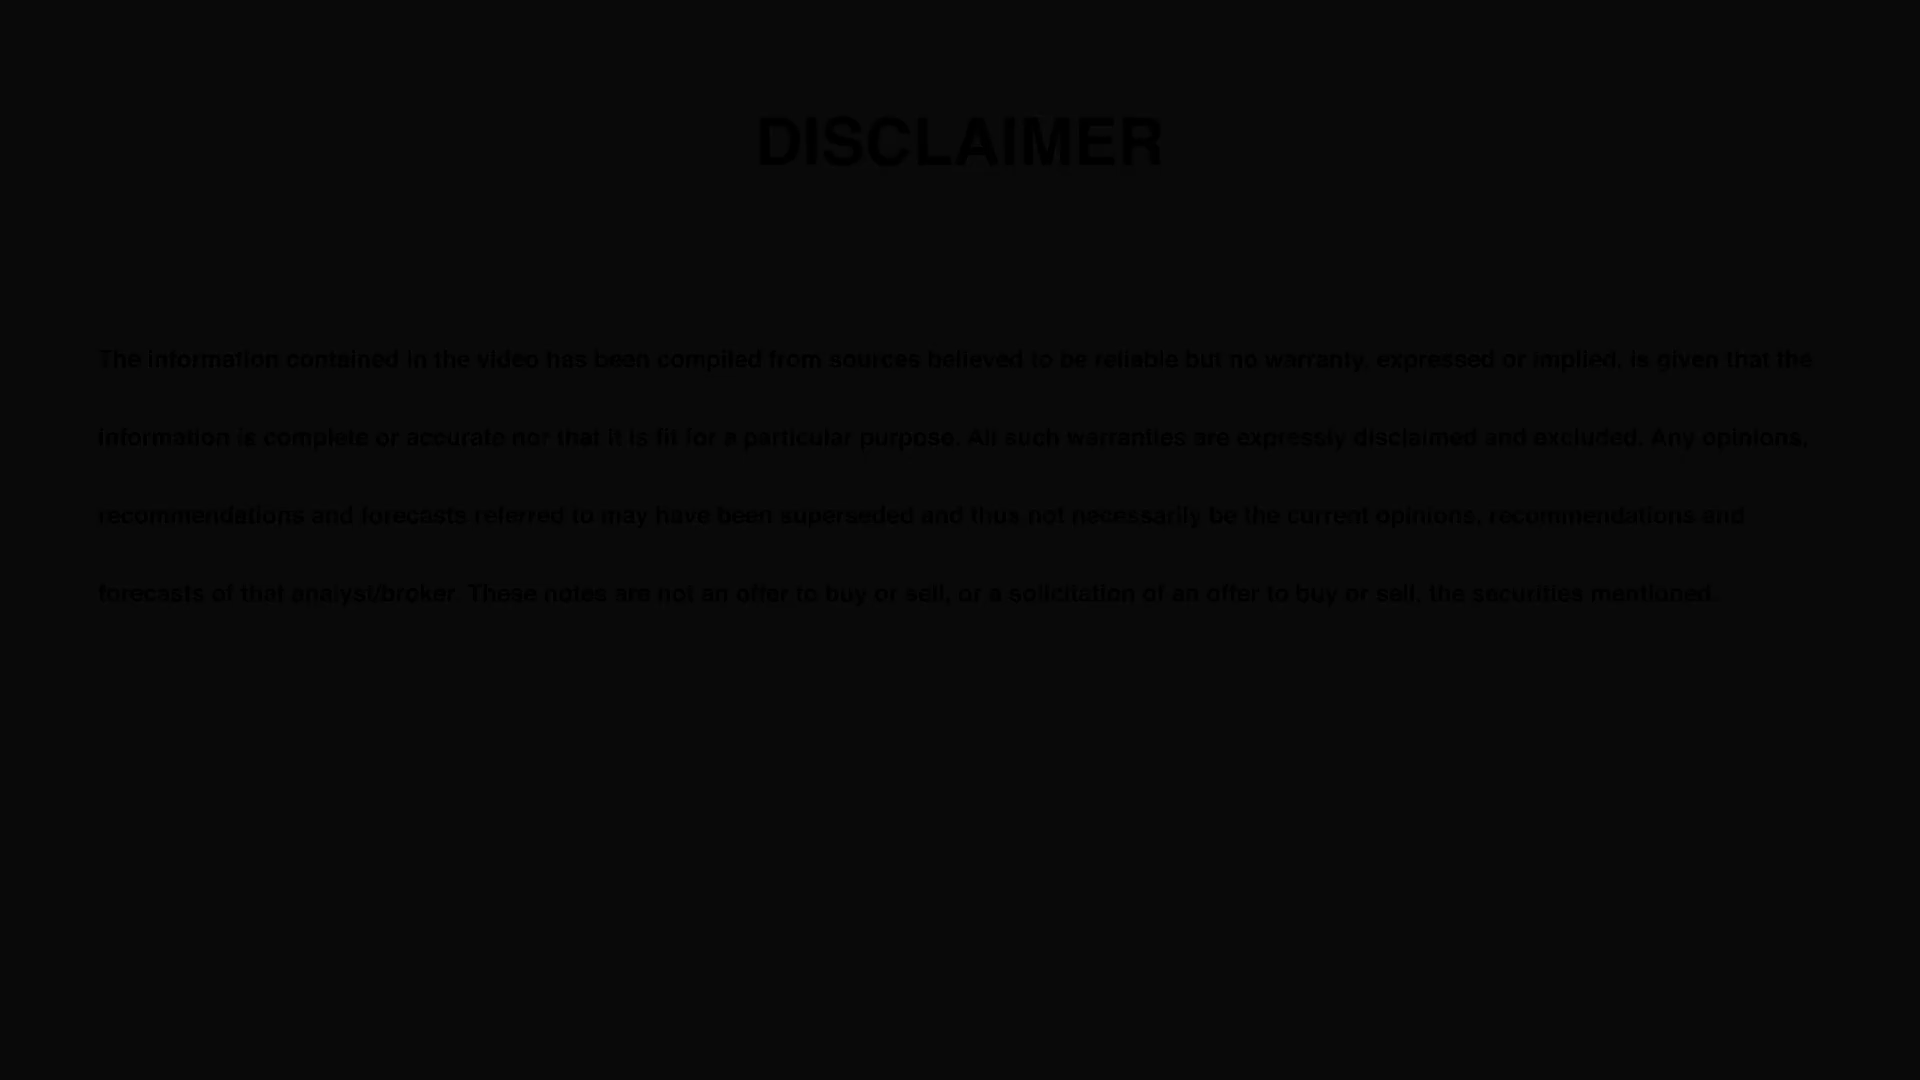 DISCLAIMER
The information contained in the video has been compiled from sources believed to be reliable but no warranty, expressed or implied, is given that the
information is complete or accurate nor that it is fit for a particular purpose. All such warranties are expressly disclaimed and excluded. Any opinions,
recommendations and forecasts referred to may have been superseded and thus not necessarily be the current opinions, recommendations and
forecasts of that analyst/broker. These notes are not an offer to buy or sell, or a solicitation of an offer to buy or sell, the securities mentioned.